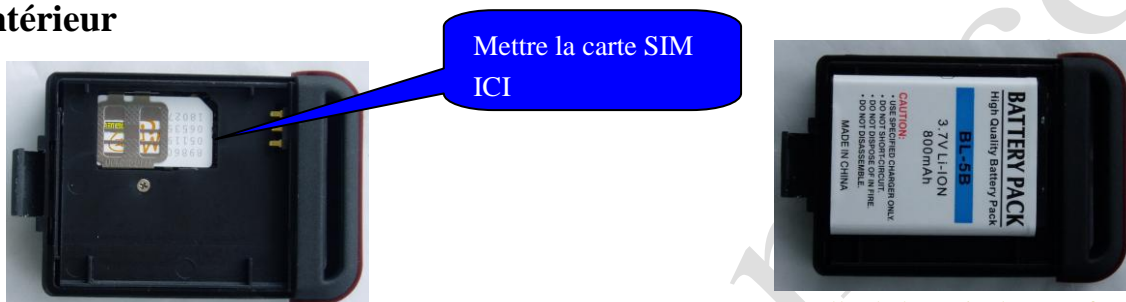 ntérieur
Mettre la carte SIM
ICI
BATTERY PACK
High Quality Battery Pack
BL-5B
3.7V Li-ION
800mAh
CAUTION:
• USE SPECIFIED CHARGER ONLY.
• DO NOT SHORT-CIRCUIT.
• DO NOT DISPOSE OF IN FIRE.
• DO NOT DISASSEMBLE.
MADE IN CHINA